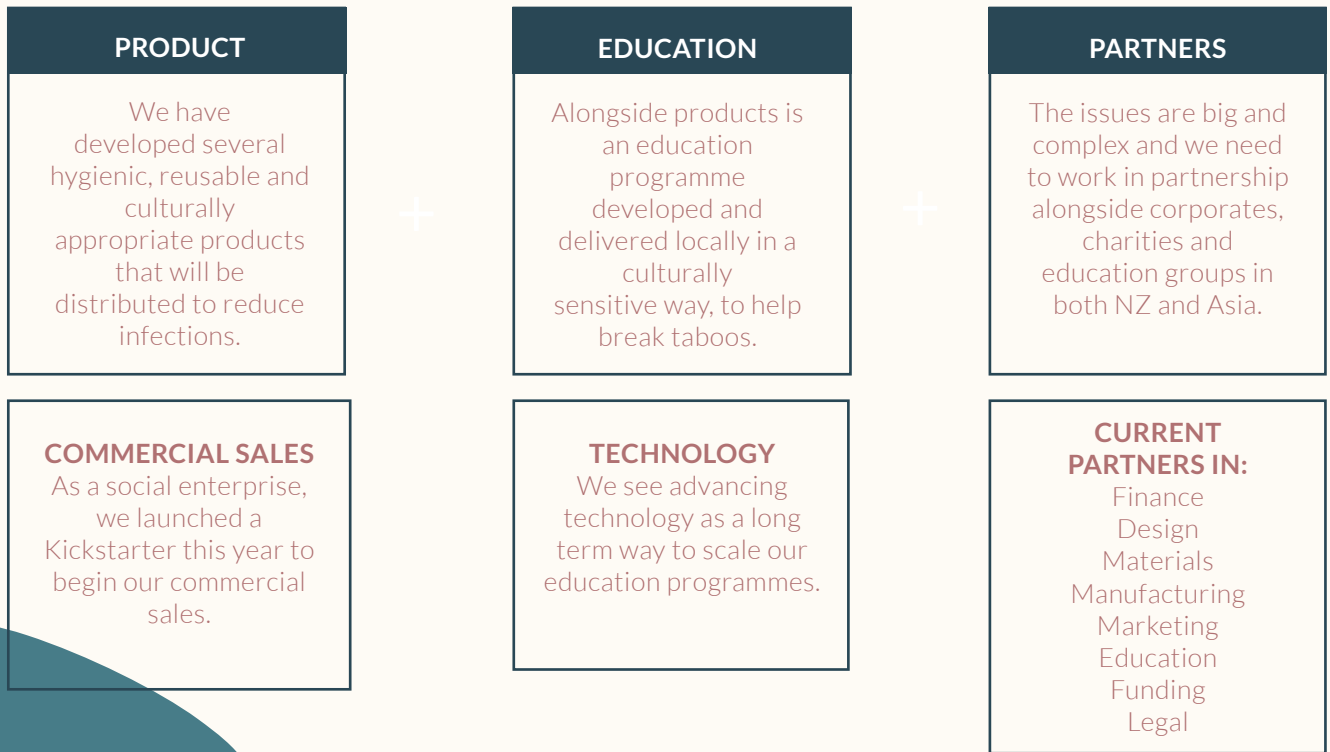 PRODUCT
We have
developed several
hygienic, reusable and
culturally
appropriate products
that will be
distributed to reduce
infections.
+
EDUCATION
Alongside products is
an education
programme
developed and
delivered locally in a
culturally
sensitive way, to help
break taboos.
+
PARTNERS
The issues are big and
complex and we need
to work in partnership
alongside corporates,
charities and
education groups in
both NZ and Asia.
COMMERCIAL SALES
As a social enterprise,
we launched a
Kickstarter this year to
begin our commercial
sales.
TECHNOLOGY
We see advancing
technology as a long
term way to scale our
education programmes.
CURRENT
PARTNERS IN:
Finance
Design
Materials
Manufacturing
Marketing
Education
Funding
Legal